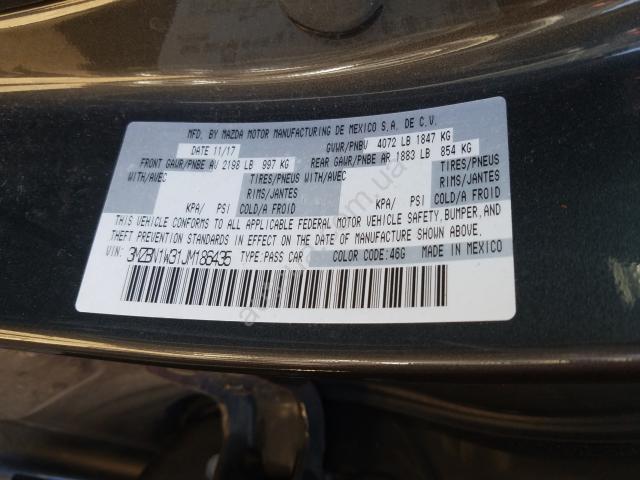 MFD. BY MAZDA MOTOR MANUFACTURING DE MEXICO S.A. DE C.V.
DATE 11/17 GVWR/PNBV 4072 LB 1847 KG
FRONT GAWR/PNBE AV 2198 LB 997 KG REAR GAWR/PNBE AR 1883 LB 854 KG
WITH/AVEC TIRES/PNEUS WITH/AVEC TIRES/PNEUS
RIMS/JANTES RIMS/JANTES
KPA/ PSI COLD/A FROID KPA/ PSI COLD/A FROID
THIS VEHICLE CONFORMS TO ALL APPLICABLE FEDERAL MOTOR VEHICLE SAFETY, BUMPER, AND
THEFT PREVENTION STANDARDS IN EFFECT ON THE DATE OF MANUFACTURE SHOWN ABOVE.
VIN: 3MZBN1W31JM186435 TYPE:PASS CAR COLOR CODE:46G MADE IN MEXICO